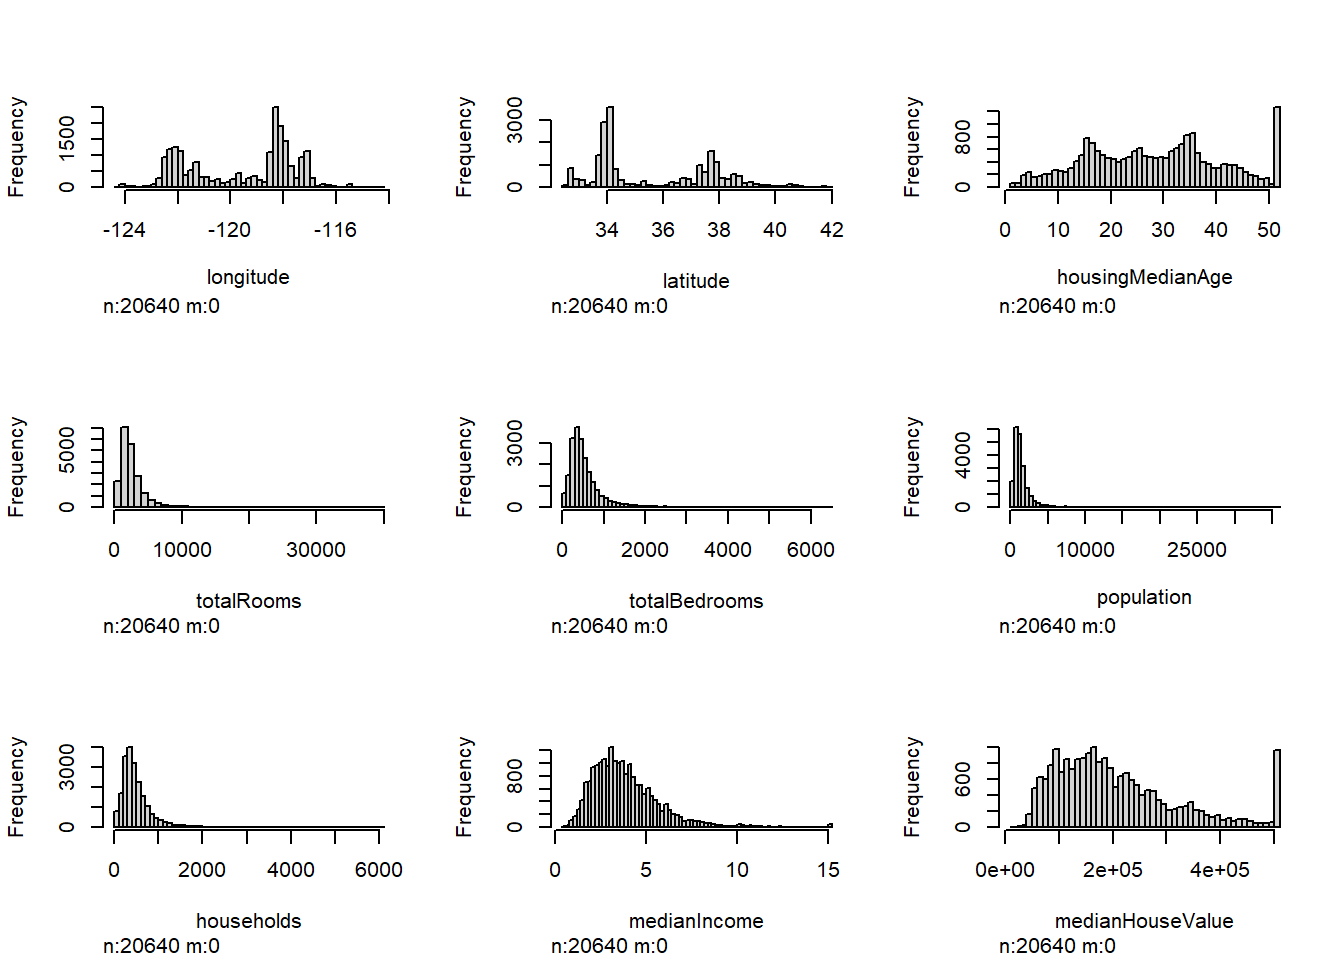 Frequency
0 1500
-124 -120 -116
longitude
n:20640 m:0
Frequency
0 3000
34 36 38 40 42
latitude
n:20640 m:0
Frequency
0 800
0 10 20 30 40 50
housingMedianAge
n:20640 m:0
Frequency
0 5000
0 10000 30000
totalRooms
n:20640 m:0
Frequency
0 3000
0 2000 4000 6000
totalBedrooms
n:20640 m:0
Frequency
0 4000
0 10000 25000
population
n:20640 m:0
Frequency
0 3000
0 2000 4000 6000
households
n:20640 m:0
Frequency
0 800
0 5 10 15
medianIncome
n:20640 m:0
Frequency
0 600
0e+00 2e+05 4e+05
medianHouseValue
n:20640 m:0